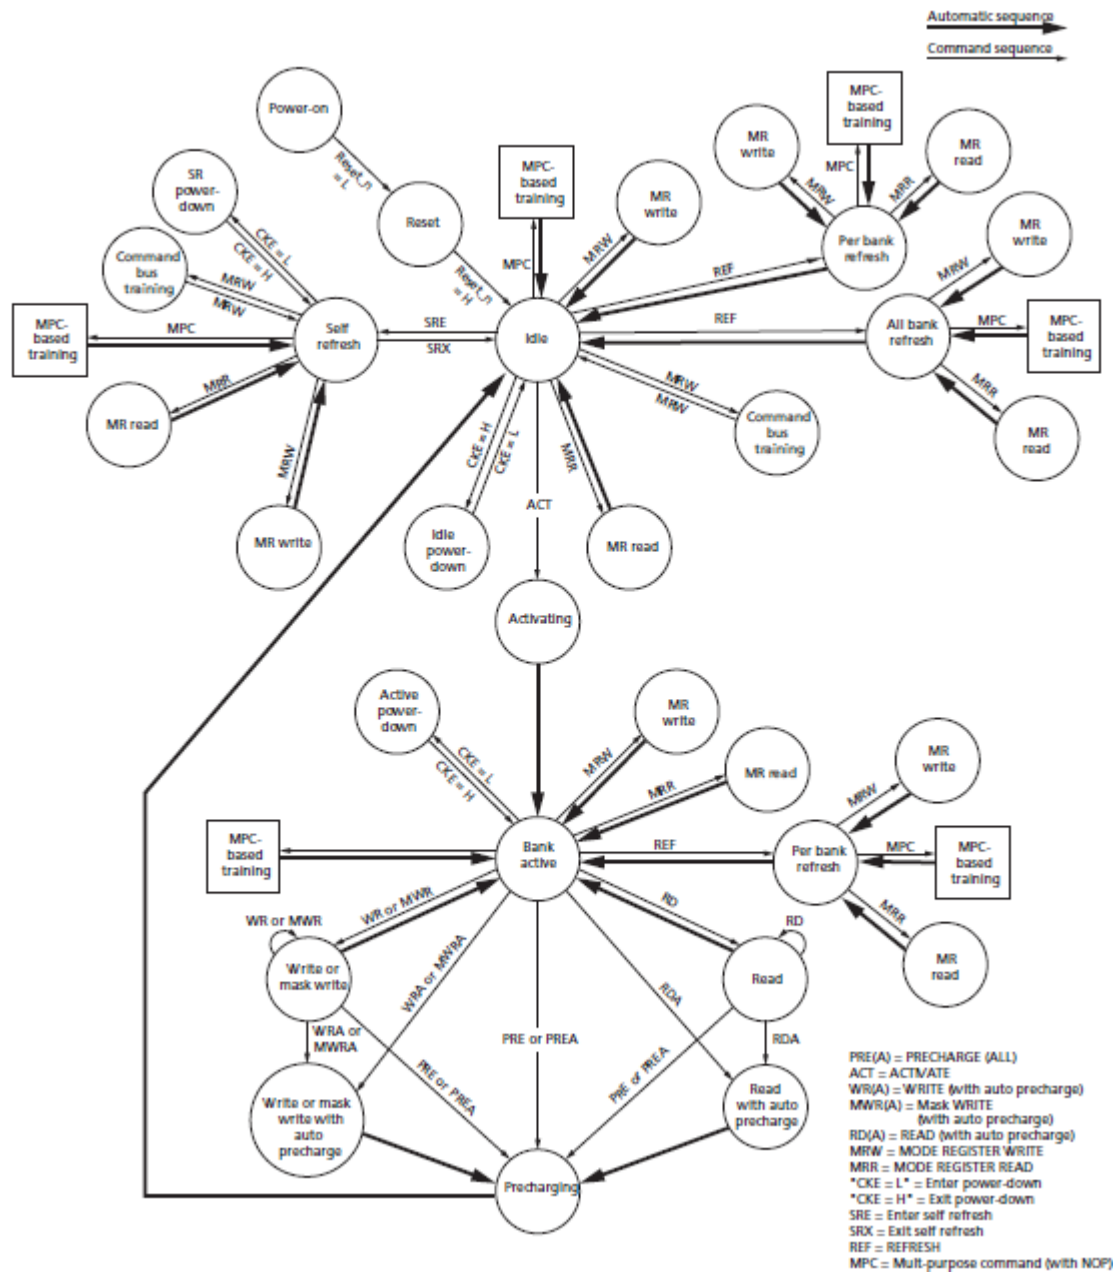 Automatic sequence
Command sequence
Power-on
Reset_n
= L
SR
power-
down
Reset
Reset_n
= H
MPC-
based
training
MPC
MR
write
MRW
MR
write
MRW
MPC-
based
training
MPC
MR
read
MRR
Per bank
refresh
REF
MR
write
MRW
CKE = L
CKE = H
Command
bus
training
MRW
MRW
MPC-
based
training
MPC
Self
refresh
SRE
SRX
Idle
REF
All bank
refresh
MPC
MPC-
based
training
MRR
MR read
MRW
MR write
CKE = H
CKE = L
Idle
power-
down
ACT
MRR
MR read
MRW
MRW
Command
bus
training
MRR
MR
read
Activating
Active
power-
down
CKE = L
CKE = H
MR
write
MRW
MR read
MRR
MR
write
MRW
MPC-
based
training
Bank
active
REF
Per bank
refresh
MPC
MPC-
based
training
MRR
MR
read
WR or MWR
WR or MWR
RD
RD
Write or
mask write
WRA or MWRA
RDA
Read
WRA or
MWRA
PRE or PREA
PRE or PREA
PRE or PREA
RDA
Write or mask
write with
auto
precharge
Read
with auto
precharge
Precharging
PRE(A) = PRECHARGE (ALL)
ACT = ACTIVATE
WR(A) = WRITE (with auto precharge)
MWR(A) = Mask WRITE
(with auto precharge)
RD(A) = READ (with auto precharge)
MRW = MODE REGISTER WRITE
MRR = MODE REGISTER READ
"CKE = L" = Enter power-down
"CKE = H" = Exit power-down
SRE = Enter self refresh
SRX = Exit self refresh
REF = REFRESH
MPC = Mult-purpose command (with NOP)